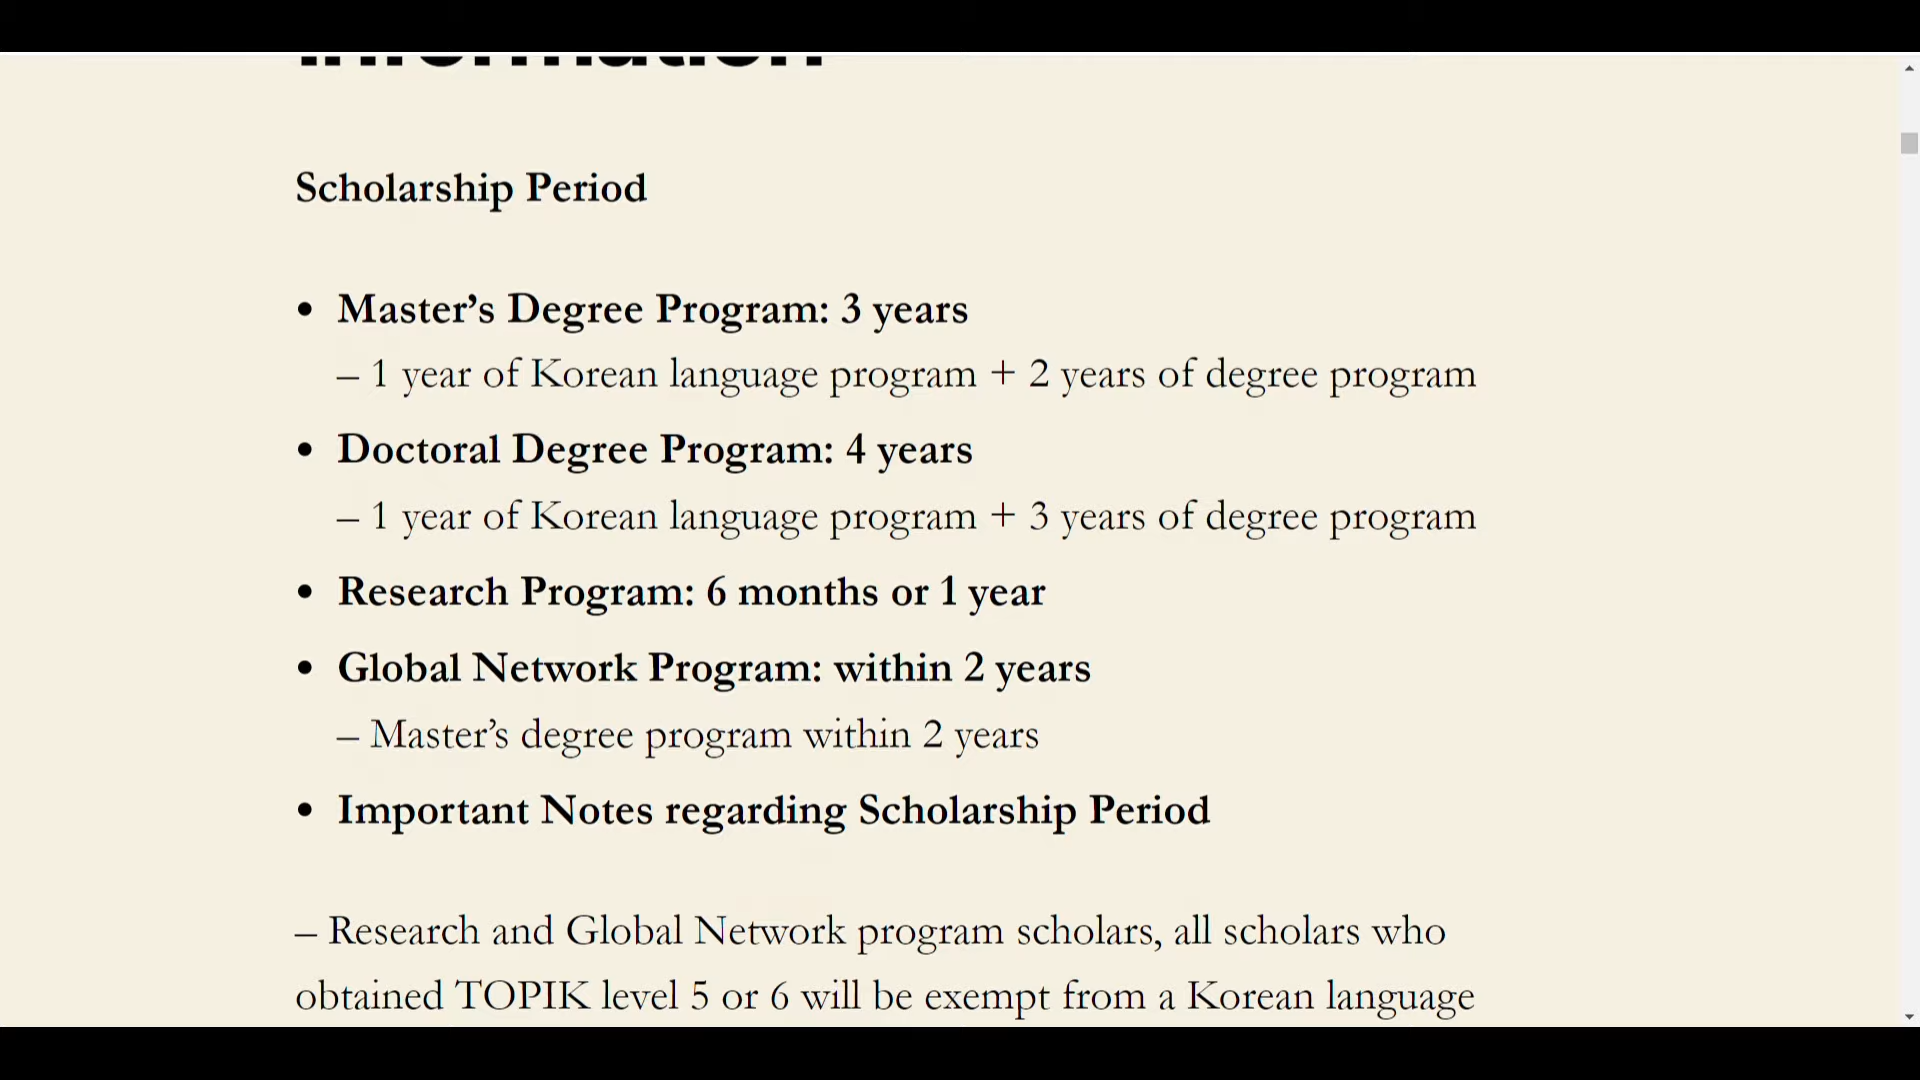 Scholarship Period
• Master’s Degree Program: 3 years
– 1 year of Korean language program + 2 years of degree program
• Doctoral Degree Program: 4 years
– 1 year of Korean language program + 3 years of degree program
• Research Program: 6 months or 1 year
• Global Network Program: within 2 years
– Master’s degree program within 2 years
• Important Notes regarding Scholarship Period
– Research and Global Network program scholars, all scholars who
obtained TOPIK level 5 or 6 will be exempt from a Korean language